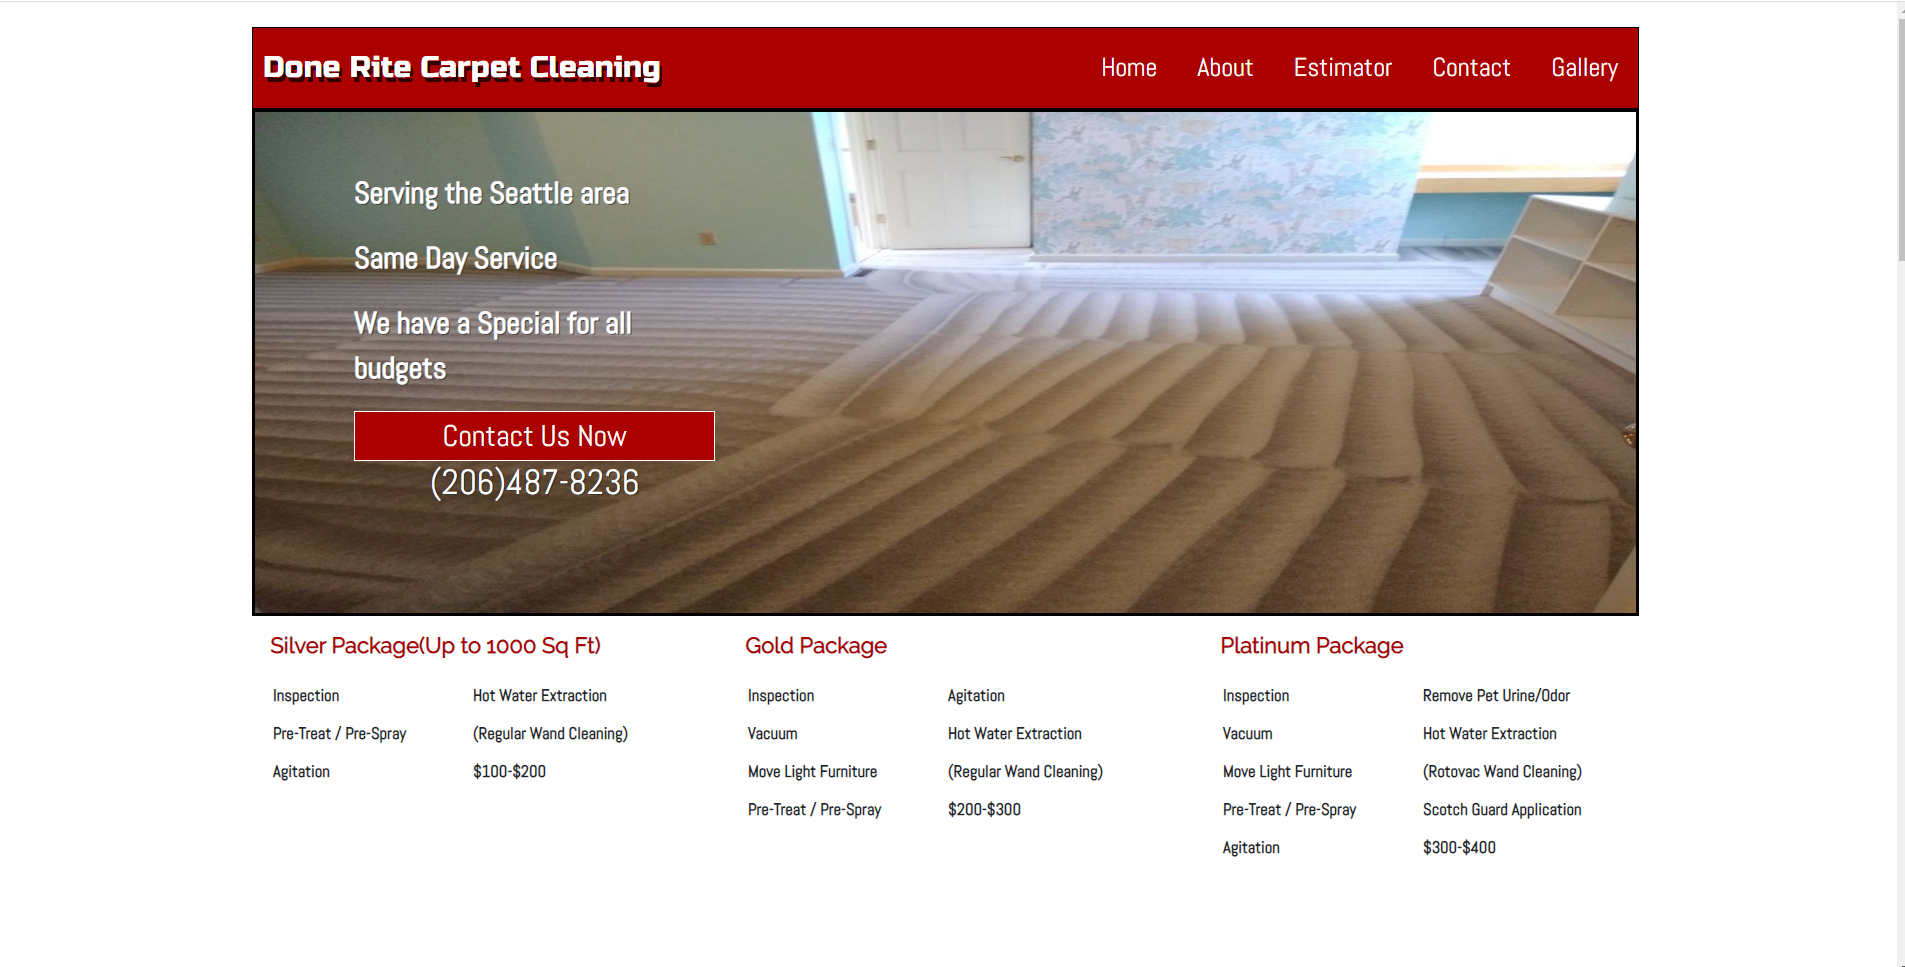 Done Rite Carpet Cleaning
Home About Estimator Contact Gallery
Serving the Seattle area
Same Day Service
We have a Special for all
budgets
Contact Us Now
(206)487-8236
Silver Package(Up to 1000 Sq Ft)
Inspection Hot Water Extraction
Pre-Treat / Pre-Spray (Regular Wand Cleaning)
Agitation $100-$200
Gold Package
Inspection Agitation
Vacuum Hot Water Extraction
Move Light Furniture (Regular Wand Cleaning)
Pre-Treat / Pre-Spray $200-$300
Platinum Package
Inspection Remove Pet Urine/Odor
Vacuum Hot Water Extraction
Move Light Furniture (Rotovac Wand Cleaning)
Pre-Treat / Pre-Spray Scotch Guard Application
Agitation $300-$400